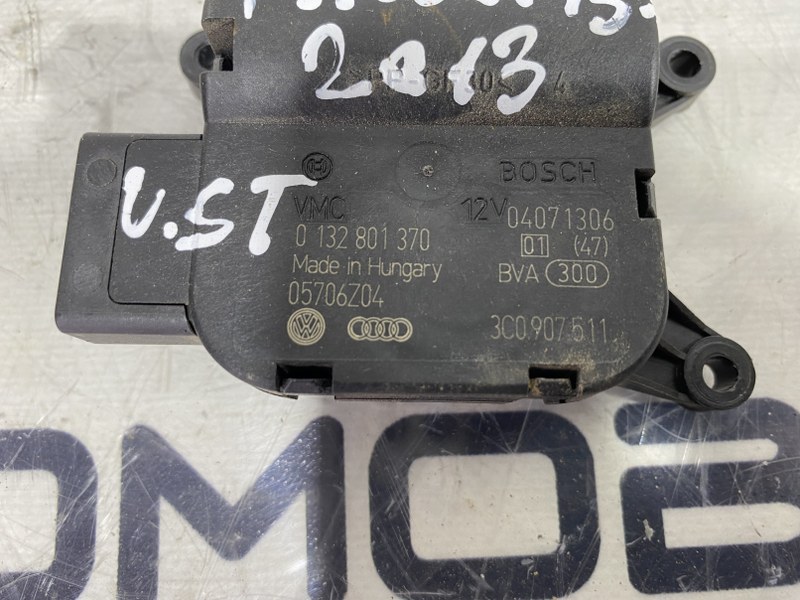 2013
BOSCH
V.ST
VMC 12V 04071306
0 132 801 370 01 (47)
Made in Hungary BVA 300
05706Z04
3C0.907.511
OMOB